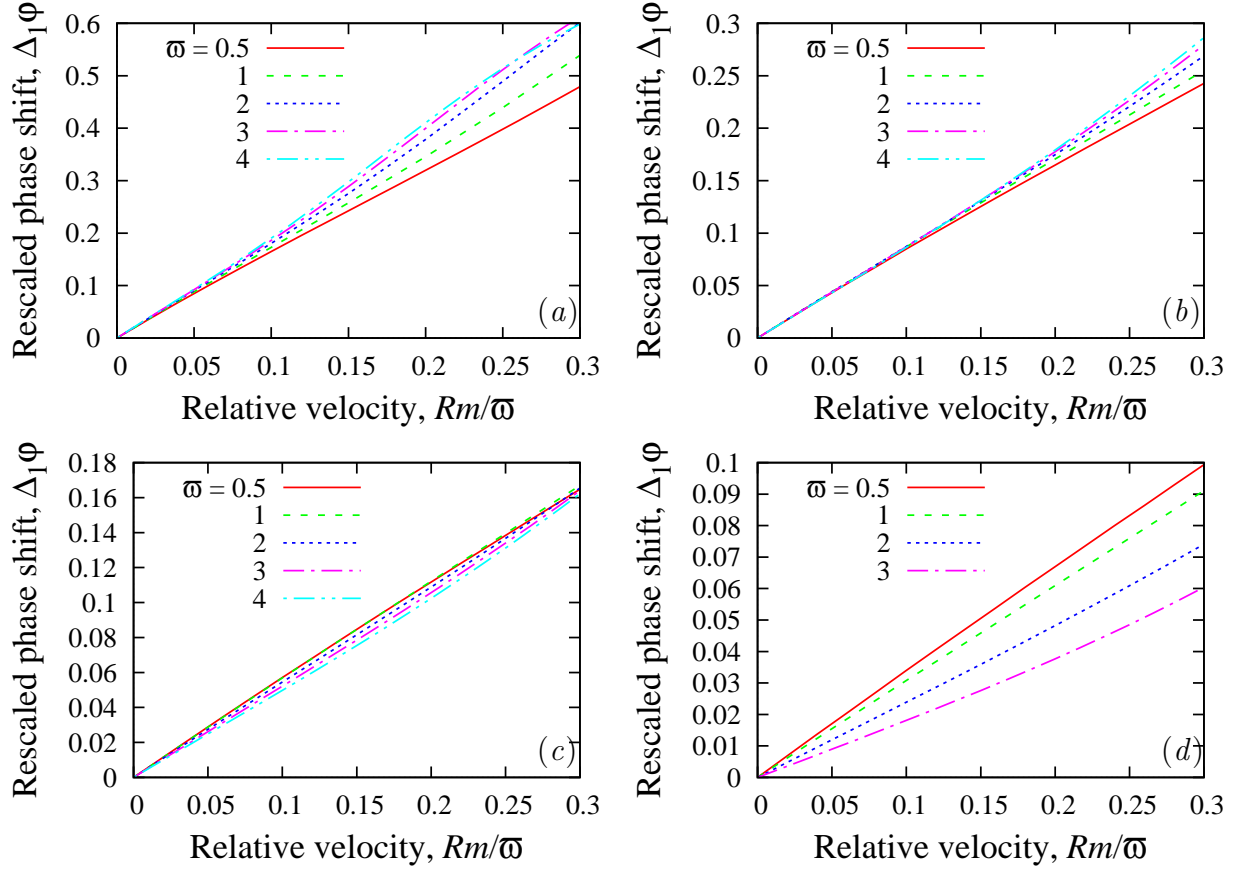 Rescaled phase shift, Δ₁φ
0.6
0.5
0.4
0.3
0.2
0.1
0
ϖ = 0.5
1
2
3
4
(a)
0 0.05 0.1 0.15 0.2 0.25 0.3
Relative velocity, Rm/ϖ
Rescaled phase shift, Δ₁φ
0.3
0.25
0.2
0.15
0.1
0.05
0
ϖ = 0.5
1
2
3
4
(b)
0 0.05 0.1 0.15 0.2 0.25 0.3
Relative velocity, Rm/ϖ
Rescaled phase shift, Δ₁φ
0.18
0.16
0.14
0.12
0.1
0.08
0.06
0.04
0.02
0
ϖ = 0.5
1
2
3
4
(c)
0 0.05 0.1 0.15 0.2 0.25 0.3
Relative velocity, Rm/ϖ
Rescaled phase shift, Δ₁φ
0.1
0.09
0.08
0.07
0.06
0.05
0.04
0.03
0.02
0.01
0
ϖ = 0.5
1
2
3
(d)
0 0.05 0.1 0.15 0.2 0.25 0.3
Relative velocity, Rm/ϖ